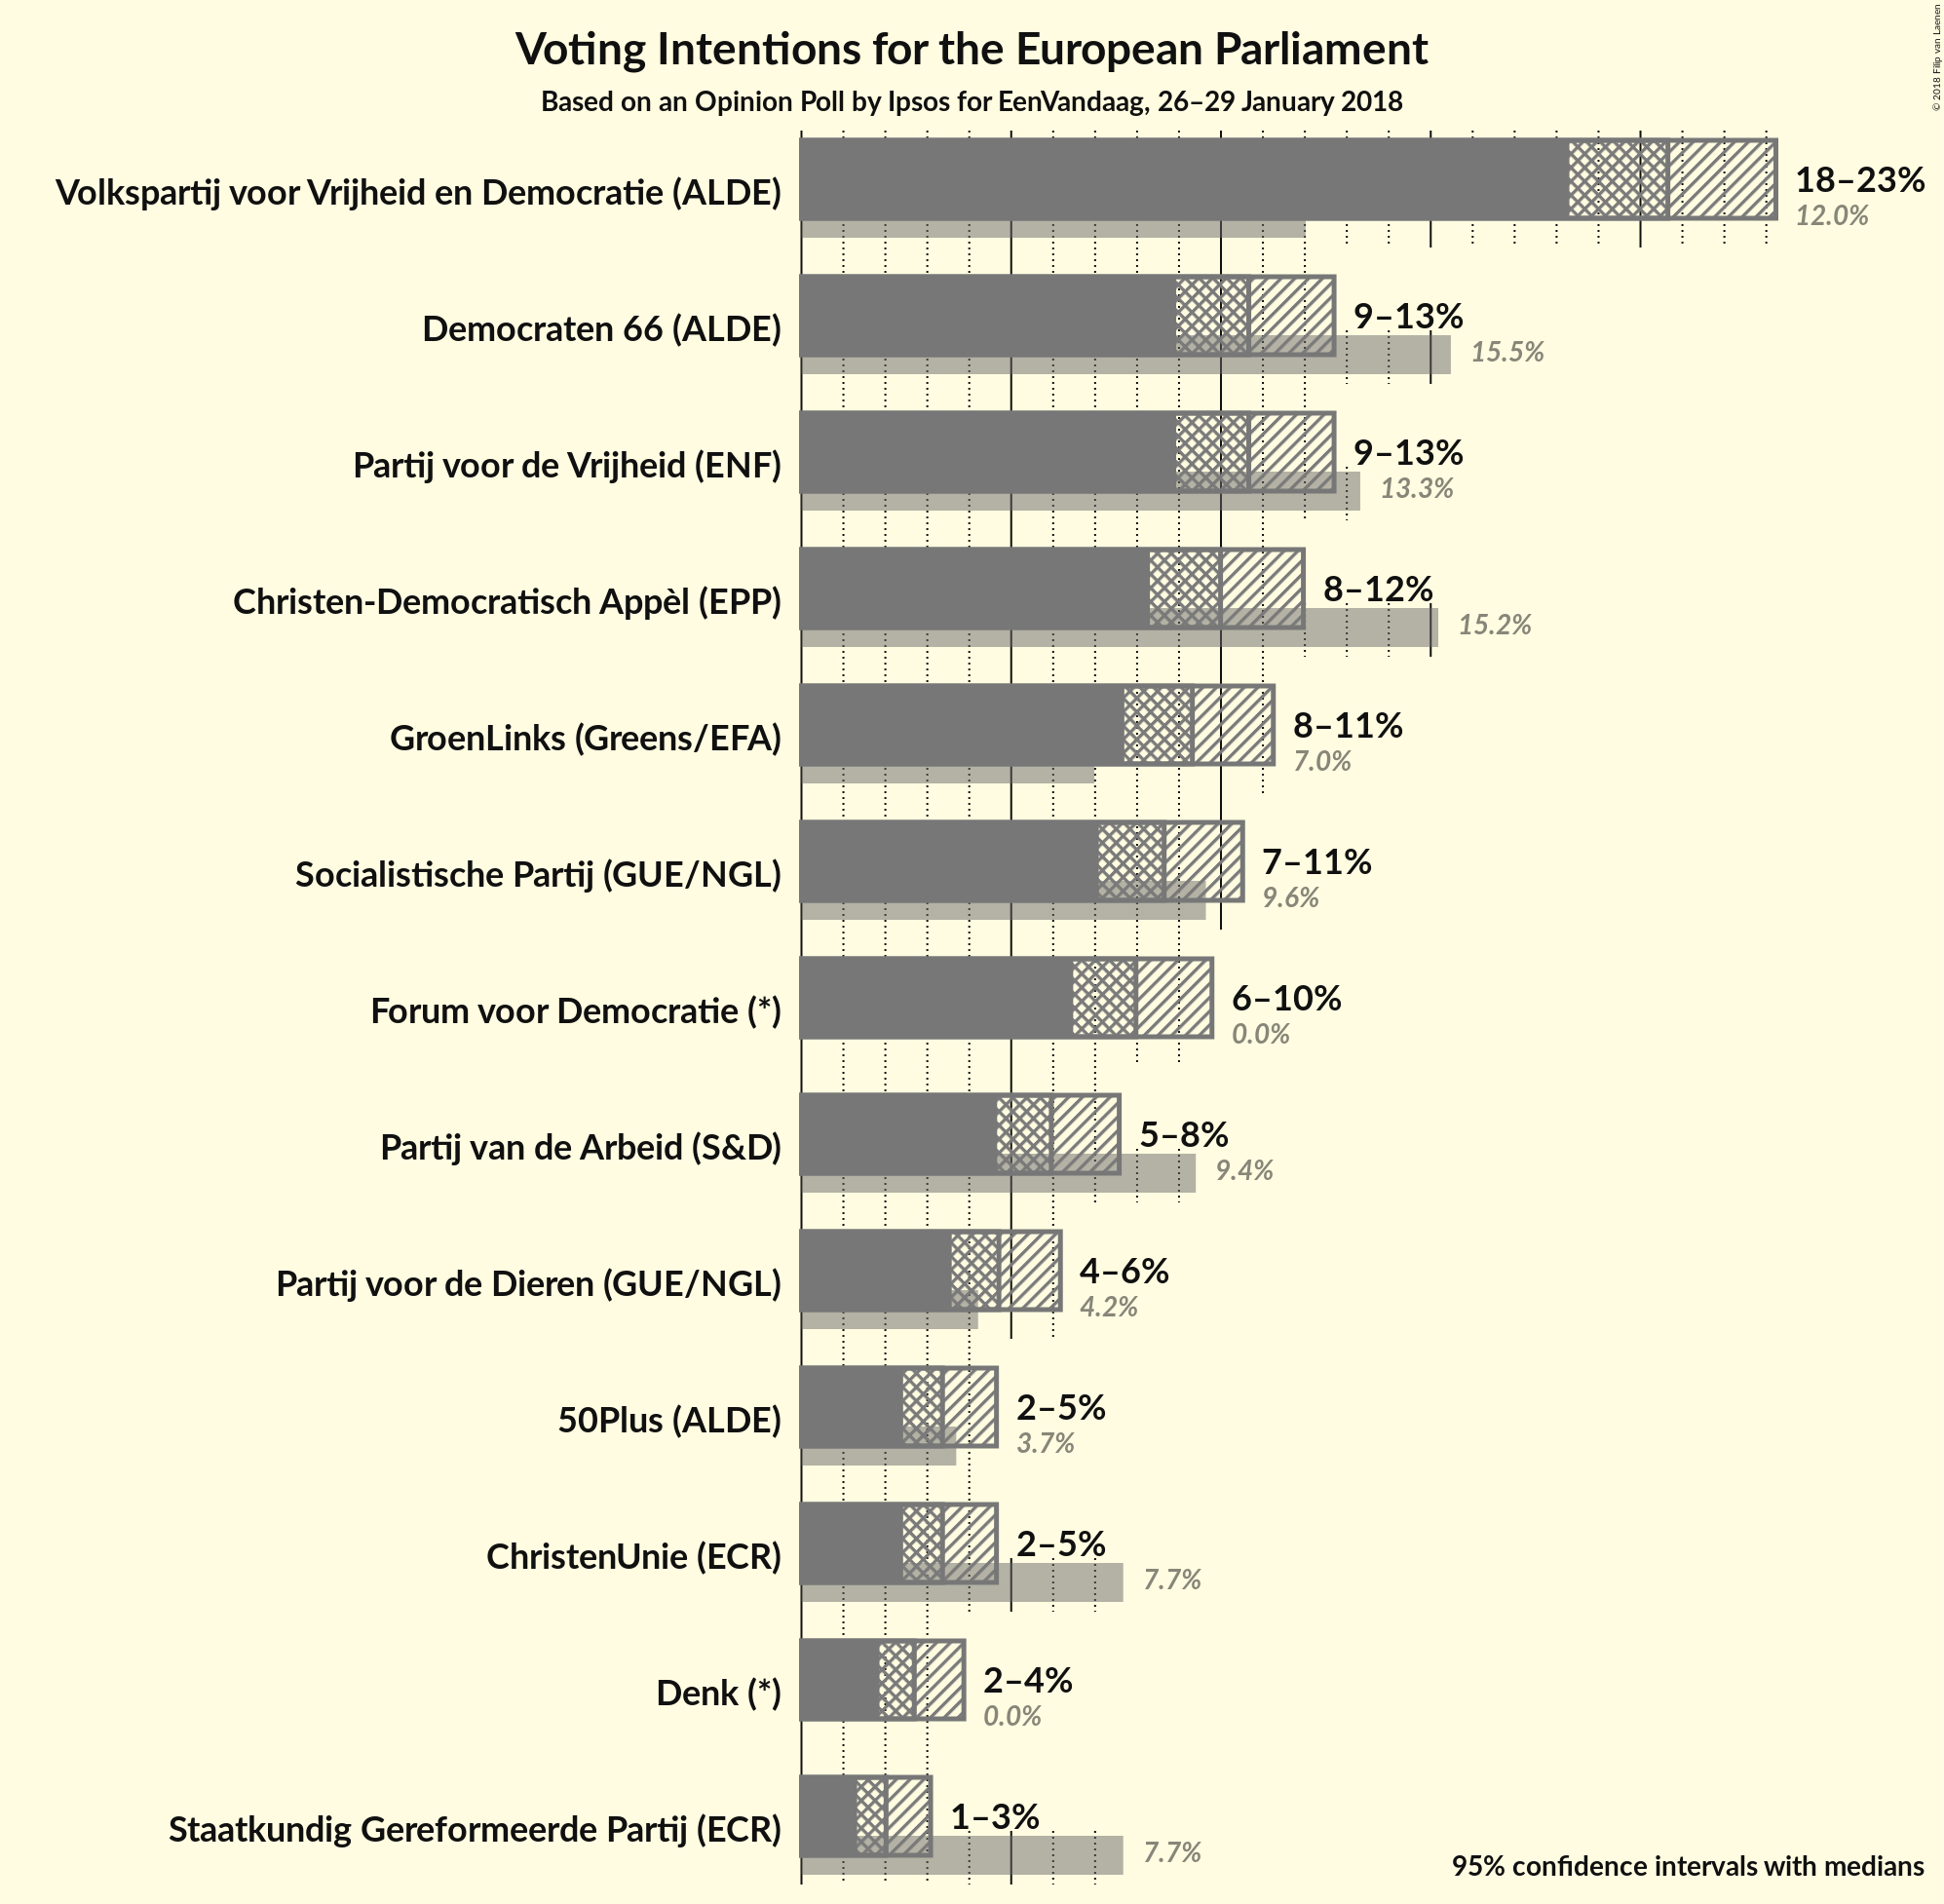 Voting Intentions for the European Parliament
Based on an Opinion Poll by Ipsos for EenVandaag, 26–29 January 2018
© 2018 Filip van Laenen
Volkspartij voor Vrijheid en Democratie (ALDE)
18–23%
12.0%
Democraten 66 (ALDE)
9–13%
15.5%
Partij voor de Vrijheid (ENF)
9–13%
13.3%
Christen-Democratisch Appèl (EPP)
8–12%
15.2%
GroenLinks (Greens/EFA)
8–11%
7.0%
Socialistische Partij (GUE/NGL)
7–11%
9.6%
Forum voor Democratie (*)
6–10%
0.0%
Partij van de Arbeid (S&D)
5–8%
9.4%
Partij voor de Dieren (GUE/NGL)
4–6%
4.2%
50Plus (ALDE)
2–5%
3.7%
ChristenUnie (ECR)
2–5%
7.7%
Denk (*)
2–4%
0.0%
Staatkundig Gereformeerde Partij (ECR)
1–3%
7.7%
95% confidence intervals with medians